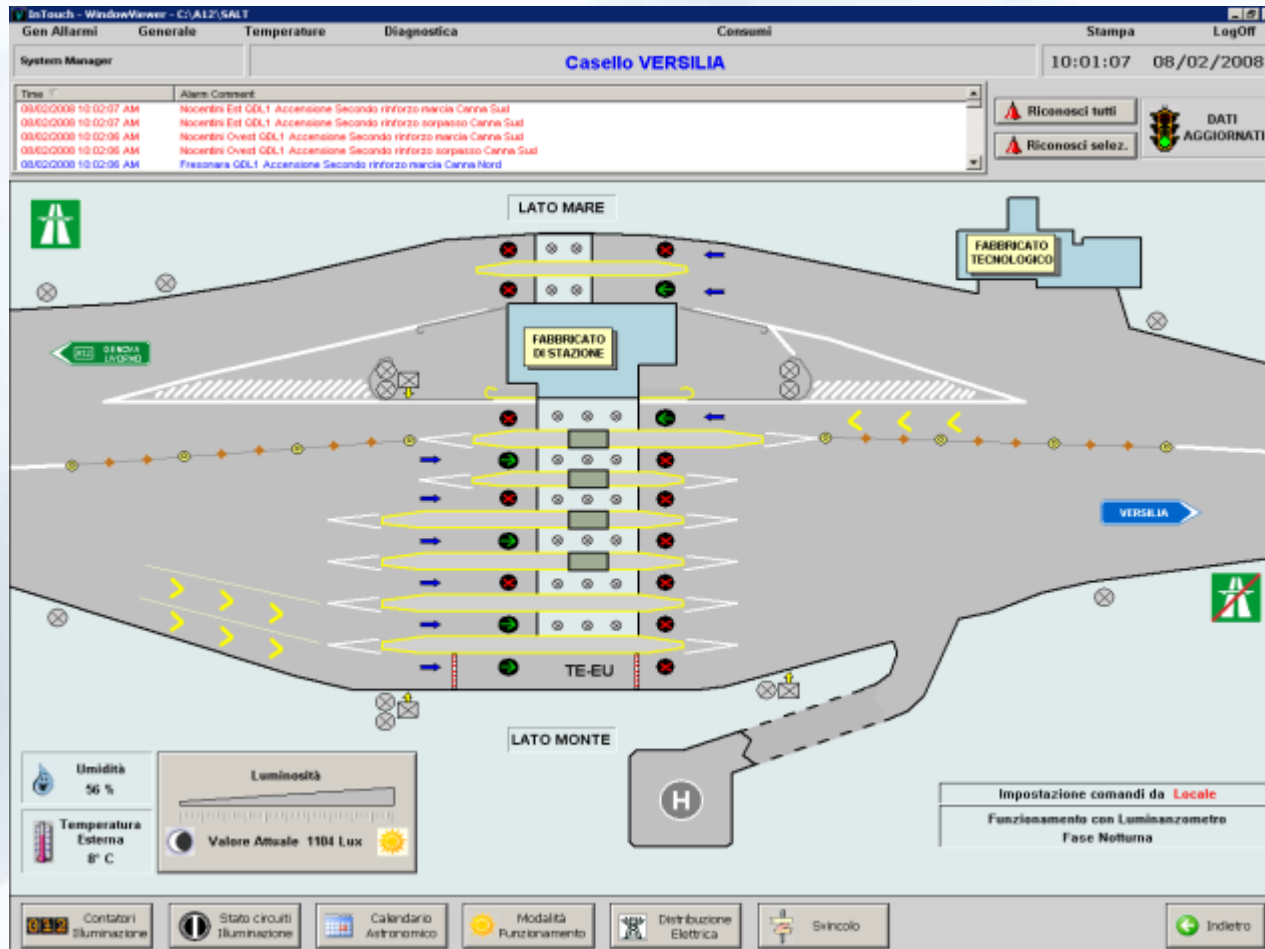 InTouch - WindowViewer - C:\A12\SALT
Gen Allarmi Generale Temperature Diagnostica Consumi Stampa LogOff
System Manager
Casello VERSILIA
10:01:07 08/02/2008
Time Alarm Comment
08/02/2008 10:02:07 AM Nocentini Est GDL1 Accensione Secondo rinforzo marcia Canna Sud
08/02/2008 10:02:07 AM Nocentini Est GDL1 Accensione Secondo rinforzo sorpasso Canna Sud
08/02/2008 10:02:06 AM Nocentini Ovest GDL1 Accensione Secondo rinforzo marcia Canna Sud
08/02/2008 10:02:06 AM Nocentini Ovest GDL1 Accensione Secondo rinforzo sorpasso Canna Sud
08/02/2008 10:02:06 AM Fresonara GDL1 Accensione Secondo rinforzo marcia Canna Nord
Riconosci tutti
Riconosci selez.
DATI
AGGIORNATI
LATO MARE
FABBRICATO
TECNOLOGICO
A12 GENOVA
LIVORNO
FABBRICATO
DI STAZIONE
VERSILIA
TE-EU
LATO MONTE
H
Umidità
56 %
Temperatura
Esterna
8° C
Luminosità
Valore Attuale 1104 Lux
Impostazione comandi da Locale
Funzionamento con Luminanzometro
Fase Notturna
Contatori
Illuminazione
Stato circuiti
Illuminazione
Calendario
Astronomico
Modalità
Funzionamento
Distribuzione
Elettrica
Svincolo
Indietro